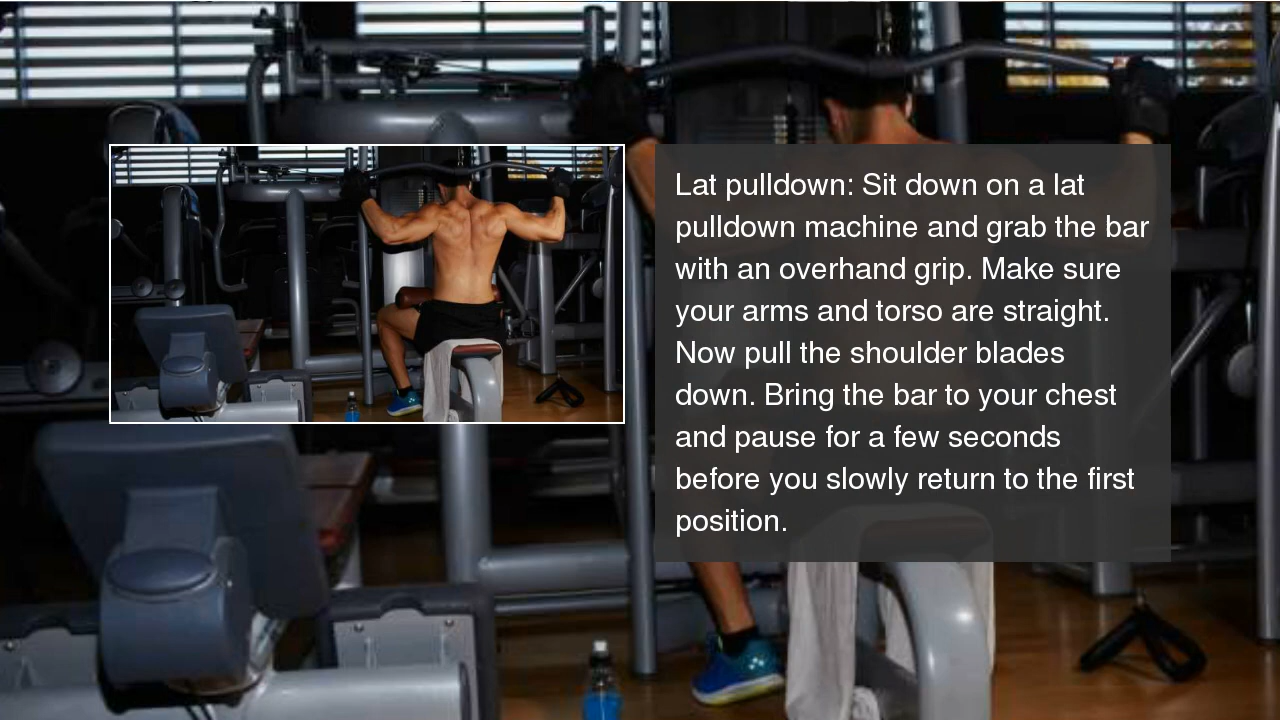 Lat pulldown: Sit down on a lat
pulldown machine and grab the bar
with an overhand grip. Make sure
your arms and torso are straight.
Now pull the shoulder blades
down. Bring the bar to your chest
and pause for a few seconds
before you slowly return to the first
position.